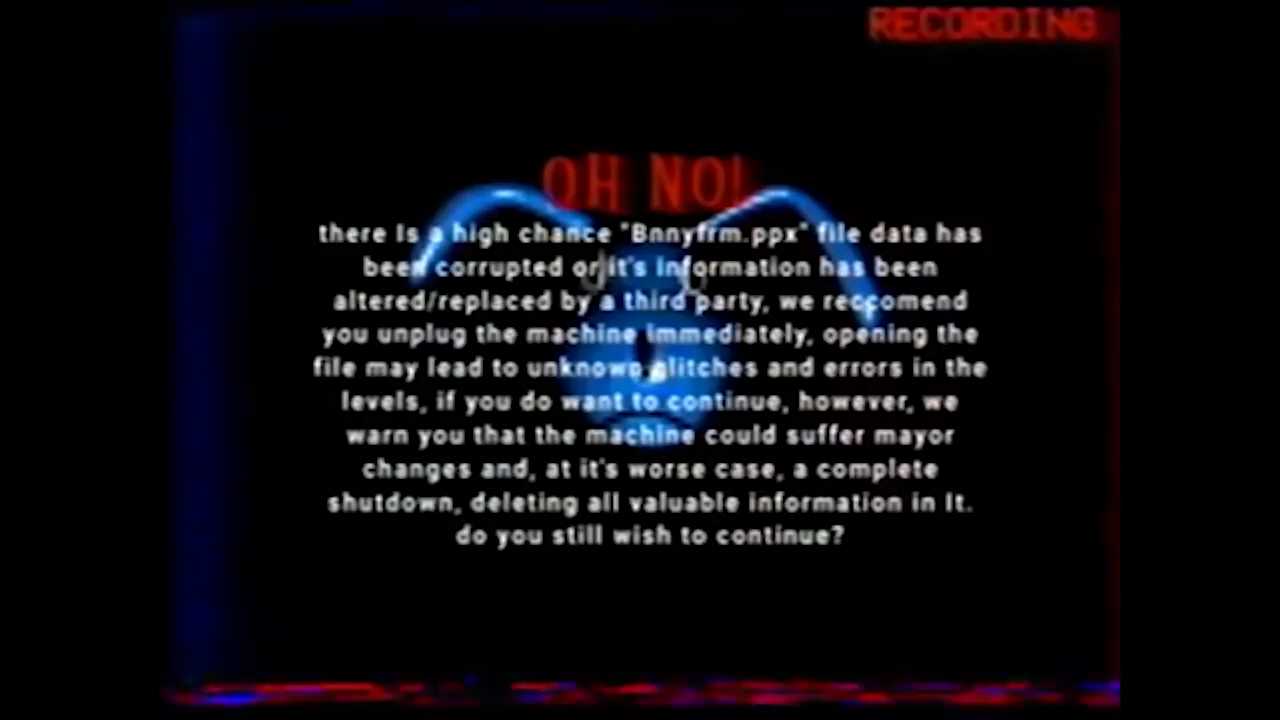 RECORDING
OH NO!
there is a high chance "Bnnyfrm.ppx" file data has
been corrupted or it's information has been
altered/replaced by a third party, we reccomend
you unplug the machine immediately, opening the
file may lead to unknown glitches and errors in the
levels, if you do want to continue, however, we
warn you that the machine could suffer mayor
changes and, at it's worse case, a complete
shutdown, deleting all valuable information in it.
do you still wish to continue?